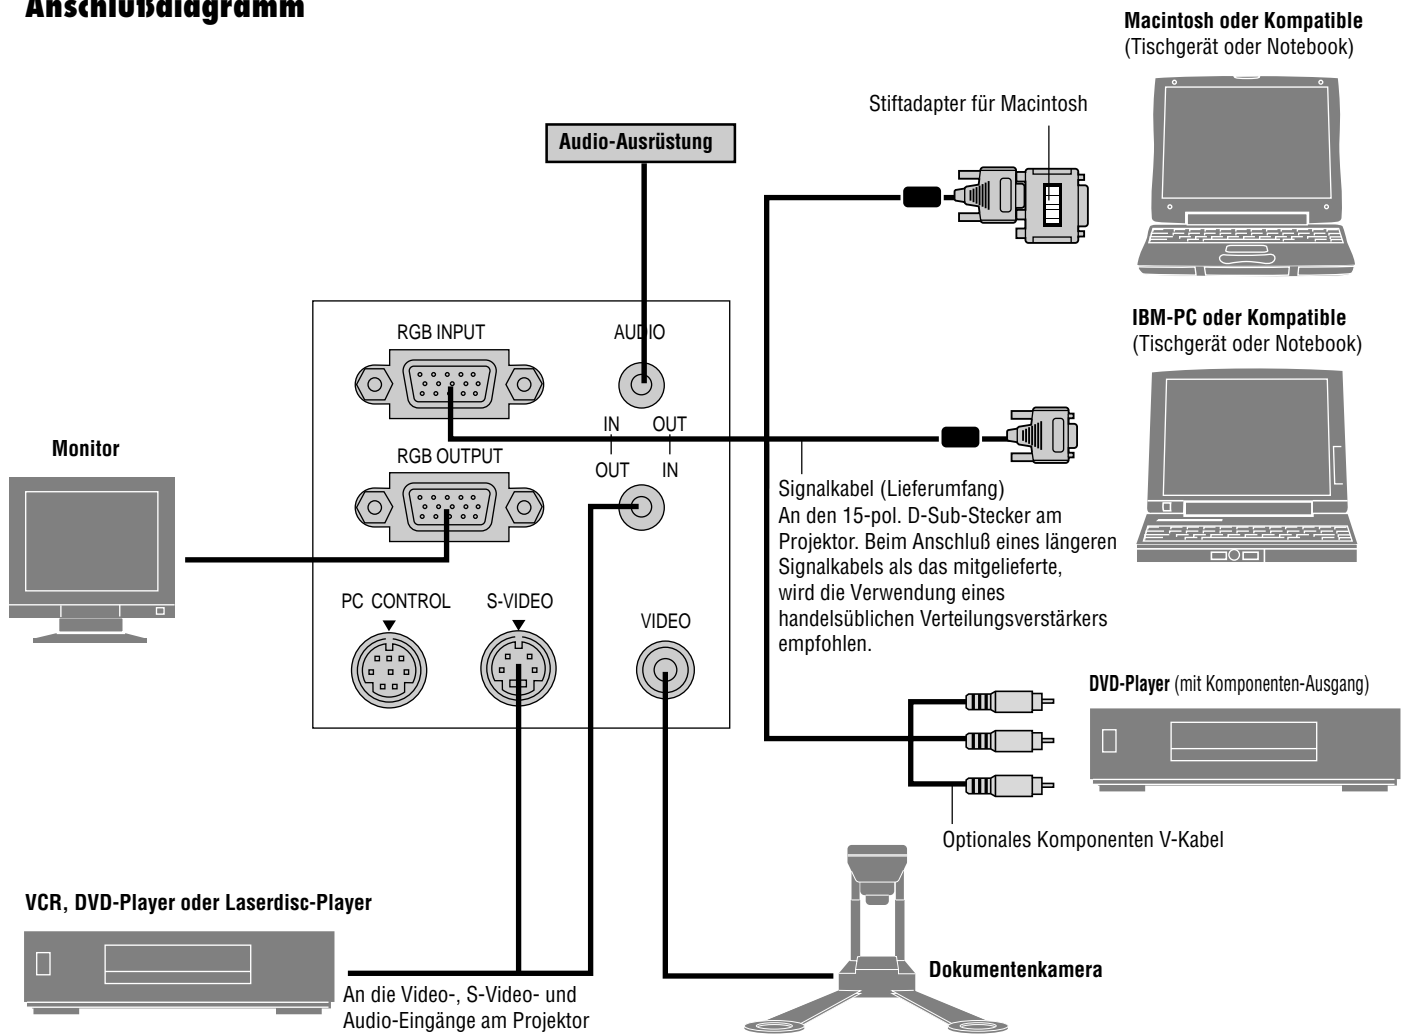 Anschlußdiagramm
Macintosh oder Kompatible
(Tischgerät oder Notebook)
Stiftadapter für Macintosh
Audio-Ausrüstung
IBM-PC oder Kompatible
(Tischgerät oder Notebook)
RGB INPUT
AUDIO
IN
OUT
Monitor
RGB OUTPUT
OUT
IN
Signalkabel (Lieferumfang)
An den 15-pol. D-Sub-Stecker am
Projektor. Beim Anschluß eines längeren
Signalkabels als das mitgelieferte,
wird die Verwendung eines
handelsüblichen Verteilungsverstärkers
empfohlen.
PC CONTROL
S-VIDEO
VIDEO
DVD-Player (mit Komponenten-Ausgang)
Optionales Komponenten V-Kabel
VCR, DVD-Player oder Laserdisc-Player
An die Video-, S-Video- und
Audio-Eingänge am Projektor
Dokumentenkamera